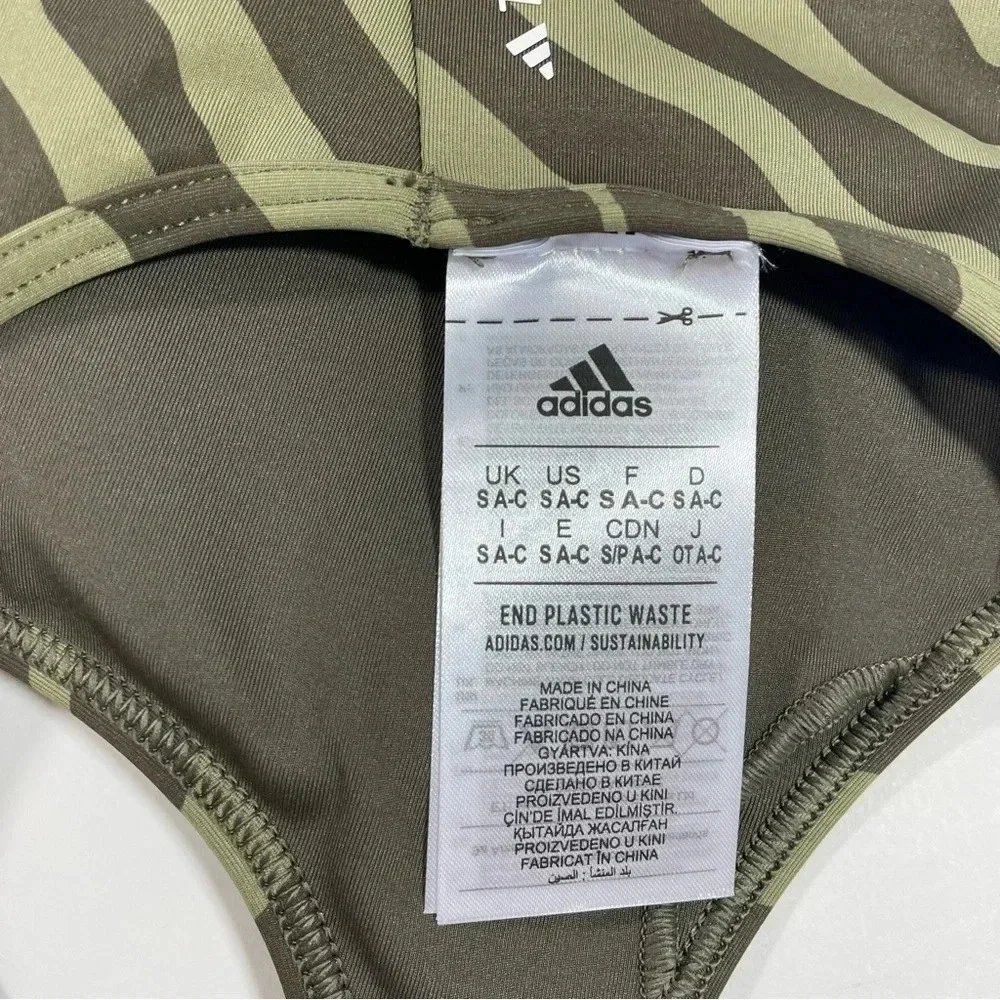 adidas
UK US F D
S A-C S A-C S A-C S A-C
I E CDN J
S A-C S A-C S/P A-C OT A-C
END PLASTIC WASTE
ADIDAS.COM / SUSTAINABILITY
MADE IN CHINA
FABRIQUÉ EN CHINE
FABRICADO EN CHINA
FABRICADO NA CHINA
GYÁRTVA: KÍNA
ПРОИЗВЕДЕНО В КИТАЙ
СДЕЛАНО В КИТАЕ
PROIZVEDENO U KINI
ÇİN'DE İMAL EDİLMİŞTİR.
ҚЫТАЙДА ЖАСАЛҒАН
PROIZVEDENO U KINI
FABRICAT ÎN CHINA
بلد المنشأ : الصين